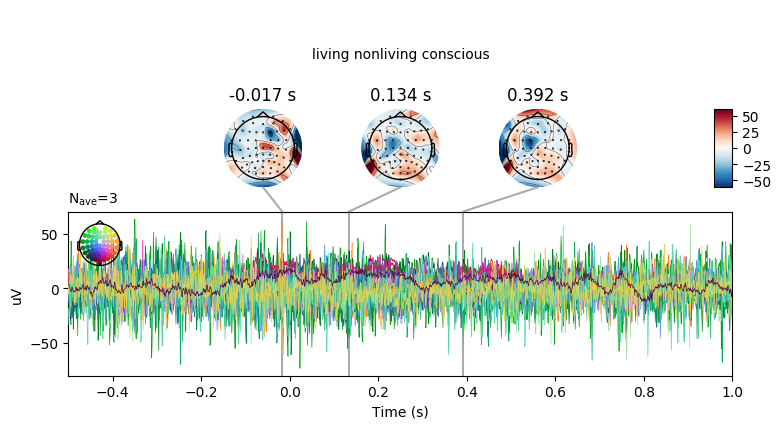 living nonliving conscious
-0.017 s 0.134 s 0.392 s
50
25
0
−25
−50
Nave=3
50
0
−50
uV
−0.4 −0.2 0.0 0.2 0.4 0.6 0.8 1.0
Time (s)